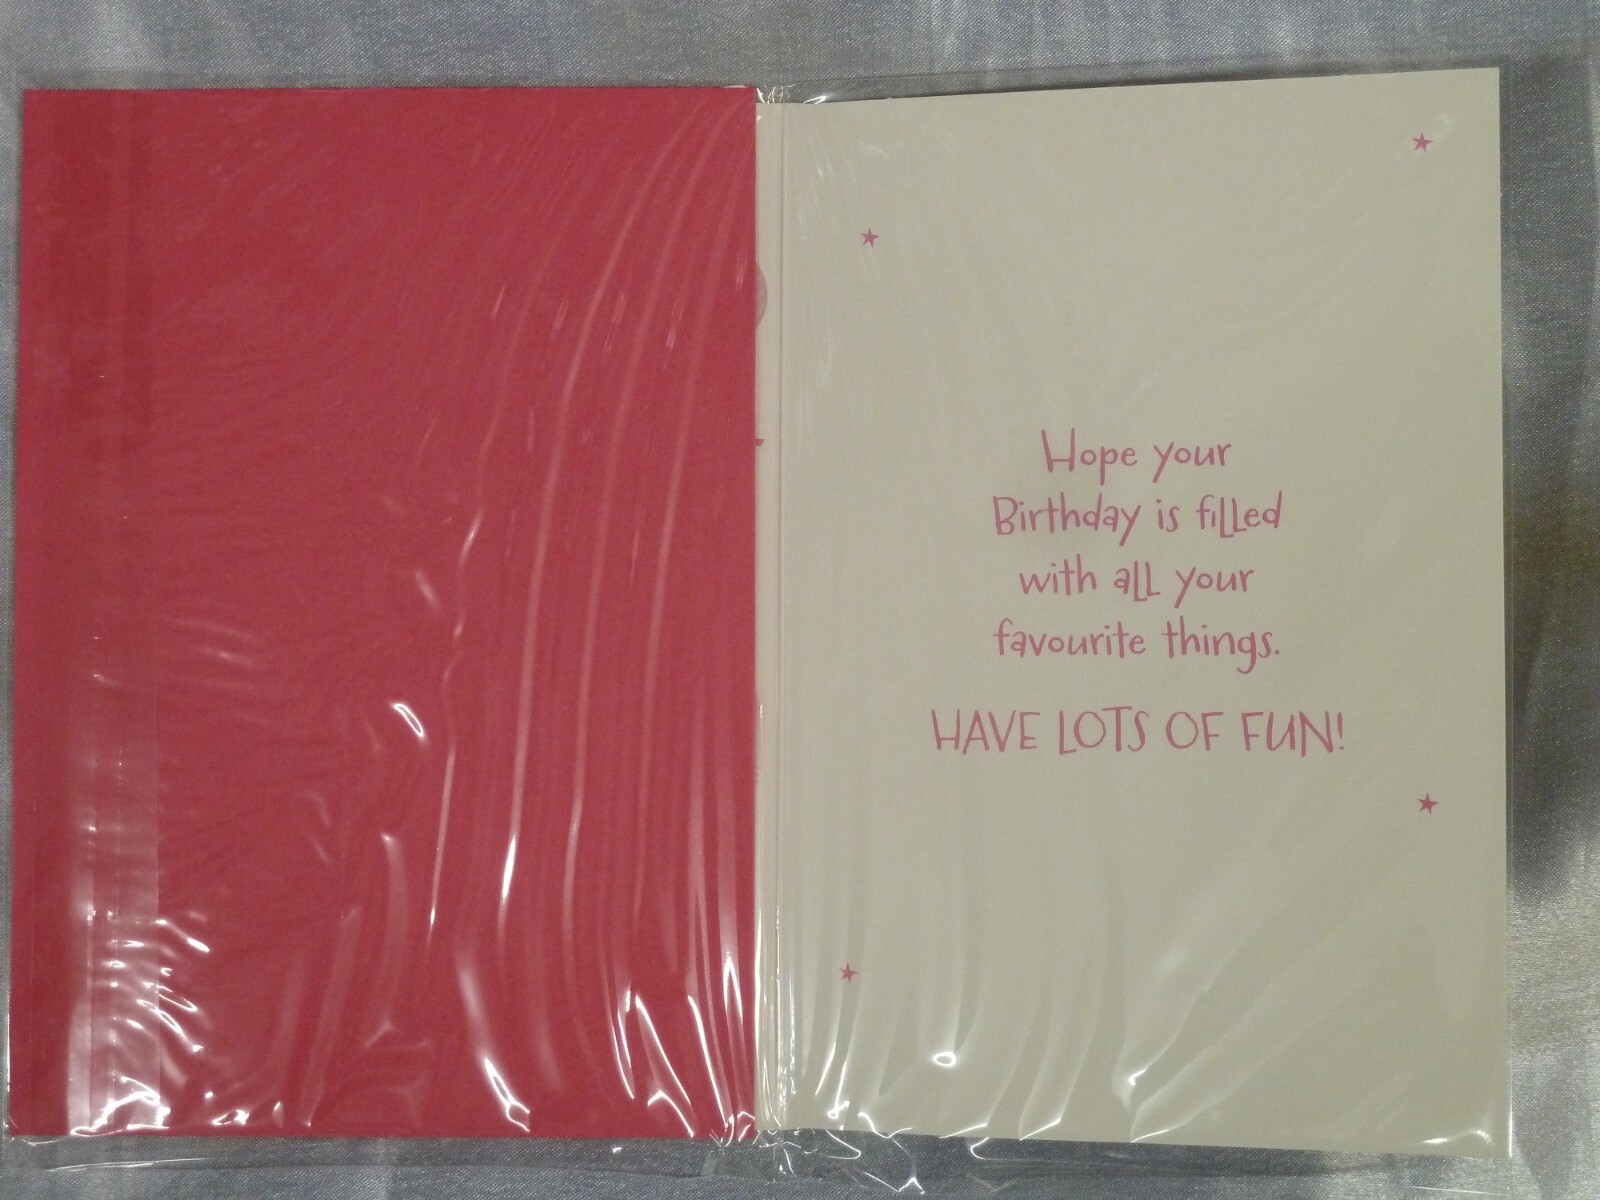 Hope your
Birthday is filled
with all your
favourite things.
HAVE LOTS OF FUN!